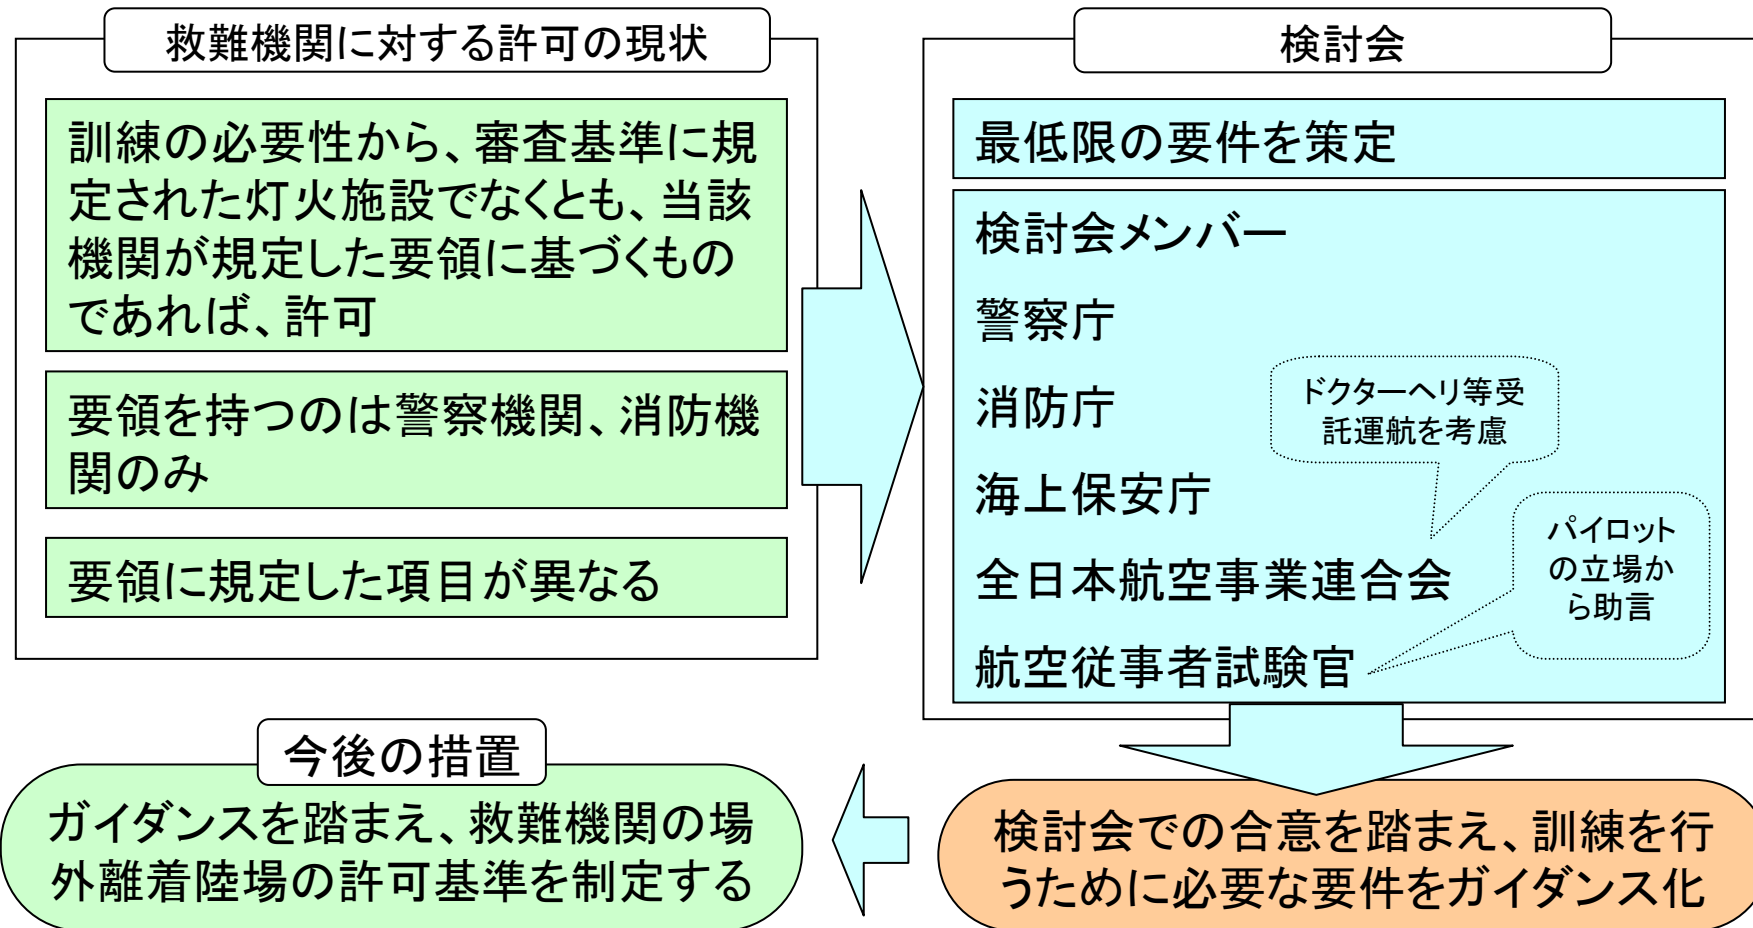 救難機関に対する許可の現状
訓練の必要性から、審査基準に規
定された灯火施設でなくとも、当該
機関が規定した要領に基づくもの
であれば、許可
要領を持つのは警察機関、消防機
関のみ
要領に規定した項目が異なる
検討会
最低限の要件を策定
検討会メンバー
警察庁
消防庁
海上保安庁
全日本航空事業連合会
航空従事者試験官
ドクターヘリ等受
託運航を考慮
パイロット
の立場か
ら助言
検討会での合意を踏まえ、訓練を行
うために必要な要件をガイダンス化
今後の措置
ガイダンスを踏まえ、救難機関の場
外離着陸場の許可基準を制定する